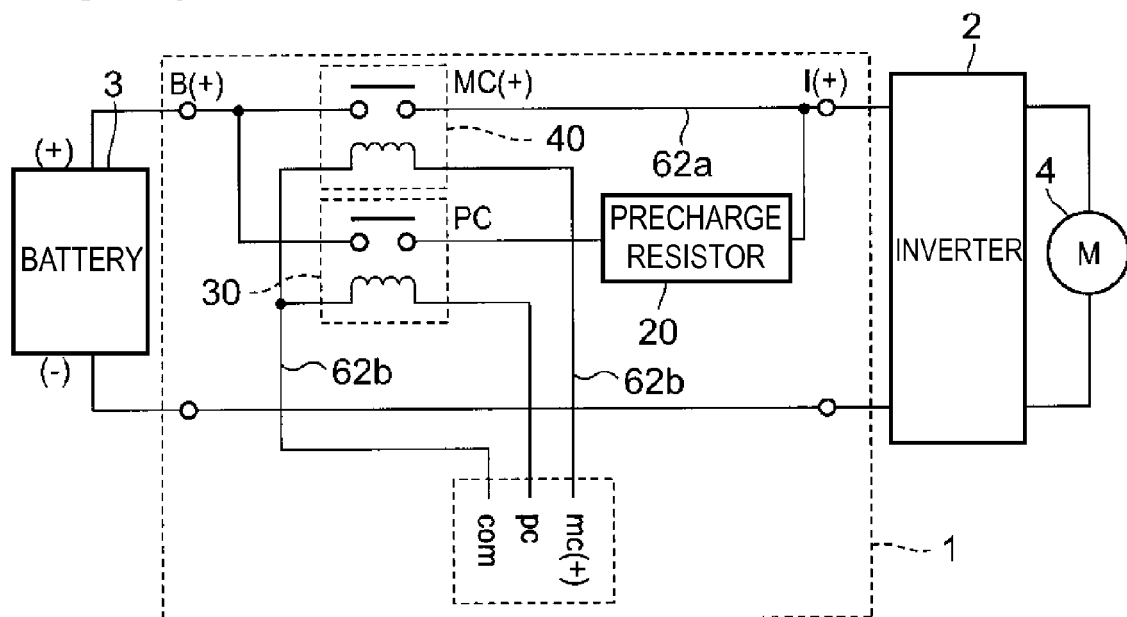 2
B(+)
MC(+)
I(+)
3
40
62a
4
(+)
PC
PRECHARGE
RESISTOR
BATTERY
INVERTER
M
30
20
(-)
62b
62b
com
pc
mc(+)
1